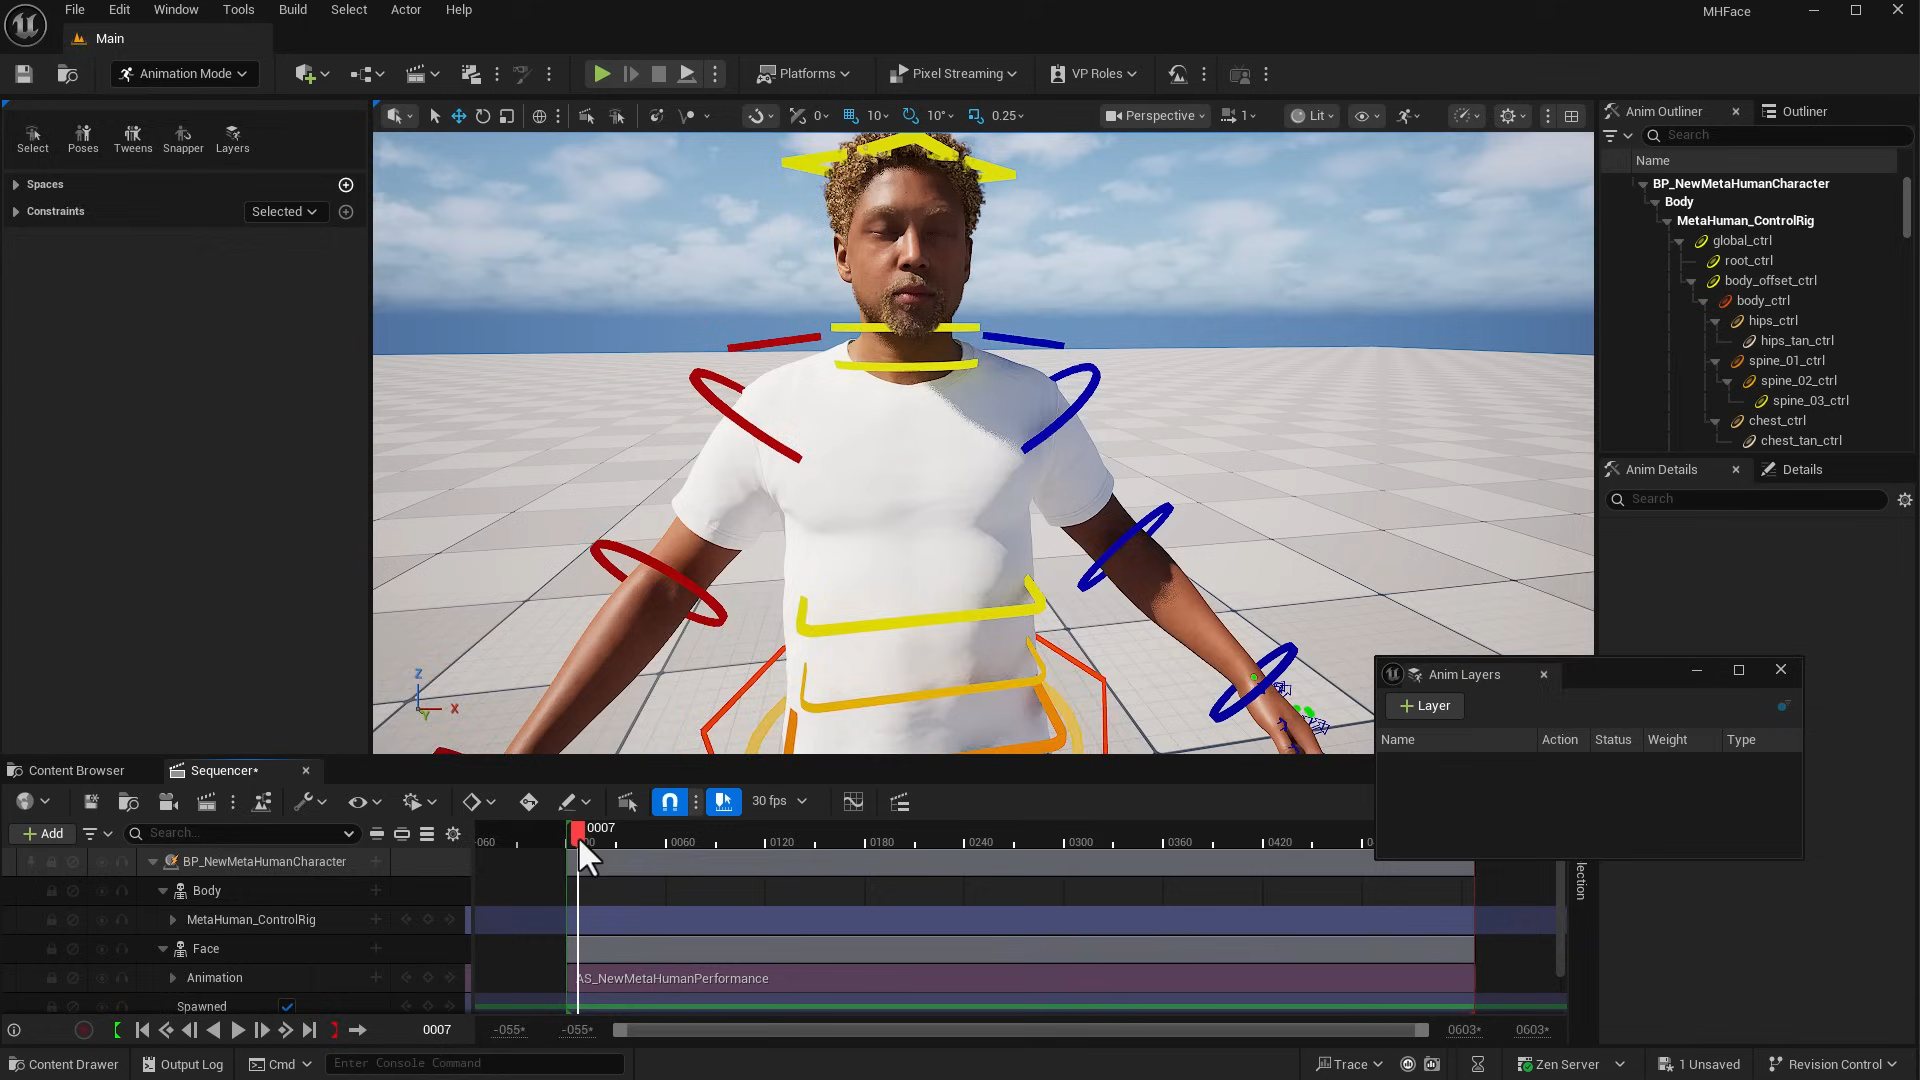 File Edit Window Tools Build Select Actor Help
MHFace
Main
Animation Mode
Platforms
Pixel Streaming
VP Roles
Select Poses Tweens Snapper Layers
Spaces
Constraints
Selected
0 10 10° 0.25
Perspective
1
Lit
Anim Outliner
Outliner
Search
Name
BP_NewMetaHumanCharacter
Body
MetaHuman_ControlRig
global_ctrl
root_ctrl
body_offset_ctrl
body_ctrl
hips_ctrl
hips_tan_ctrl
spine_01_ctrl
spine_02_ctrl
spine_03_ctrl
chest_ctrl
chest_tan_ctrl
Anim Details
Details
Search
Z
X
Y
Anim Layers
Layer
Name Action Status Weight Type
Content Browser
Sequencer*
30 fps
Add
Search...
0007
-060 0060 0120 0180 0240 0300 0360 0420
BP_NewMetaHumanCharacter
Body
MetaHuman_ControlRig
Face
Animation
AS_NewMetaHumanPerformance
Spawned
0007
-055* -055* 0603* 0603*
Content Drawer
Output Log
Cmd
Enter Console Command
Trace
Zen Server
1 Unsaved
Revision Control